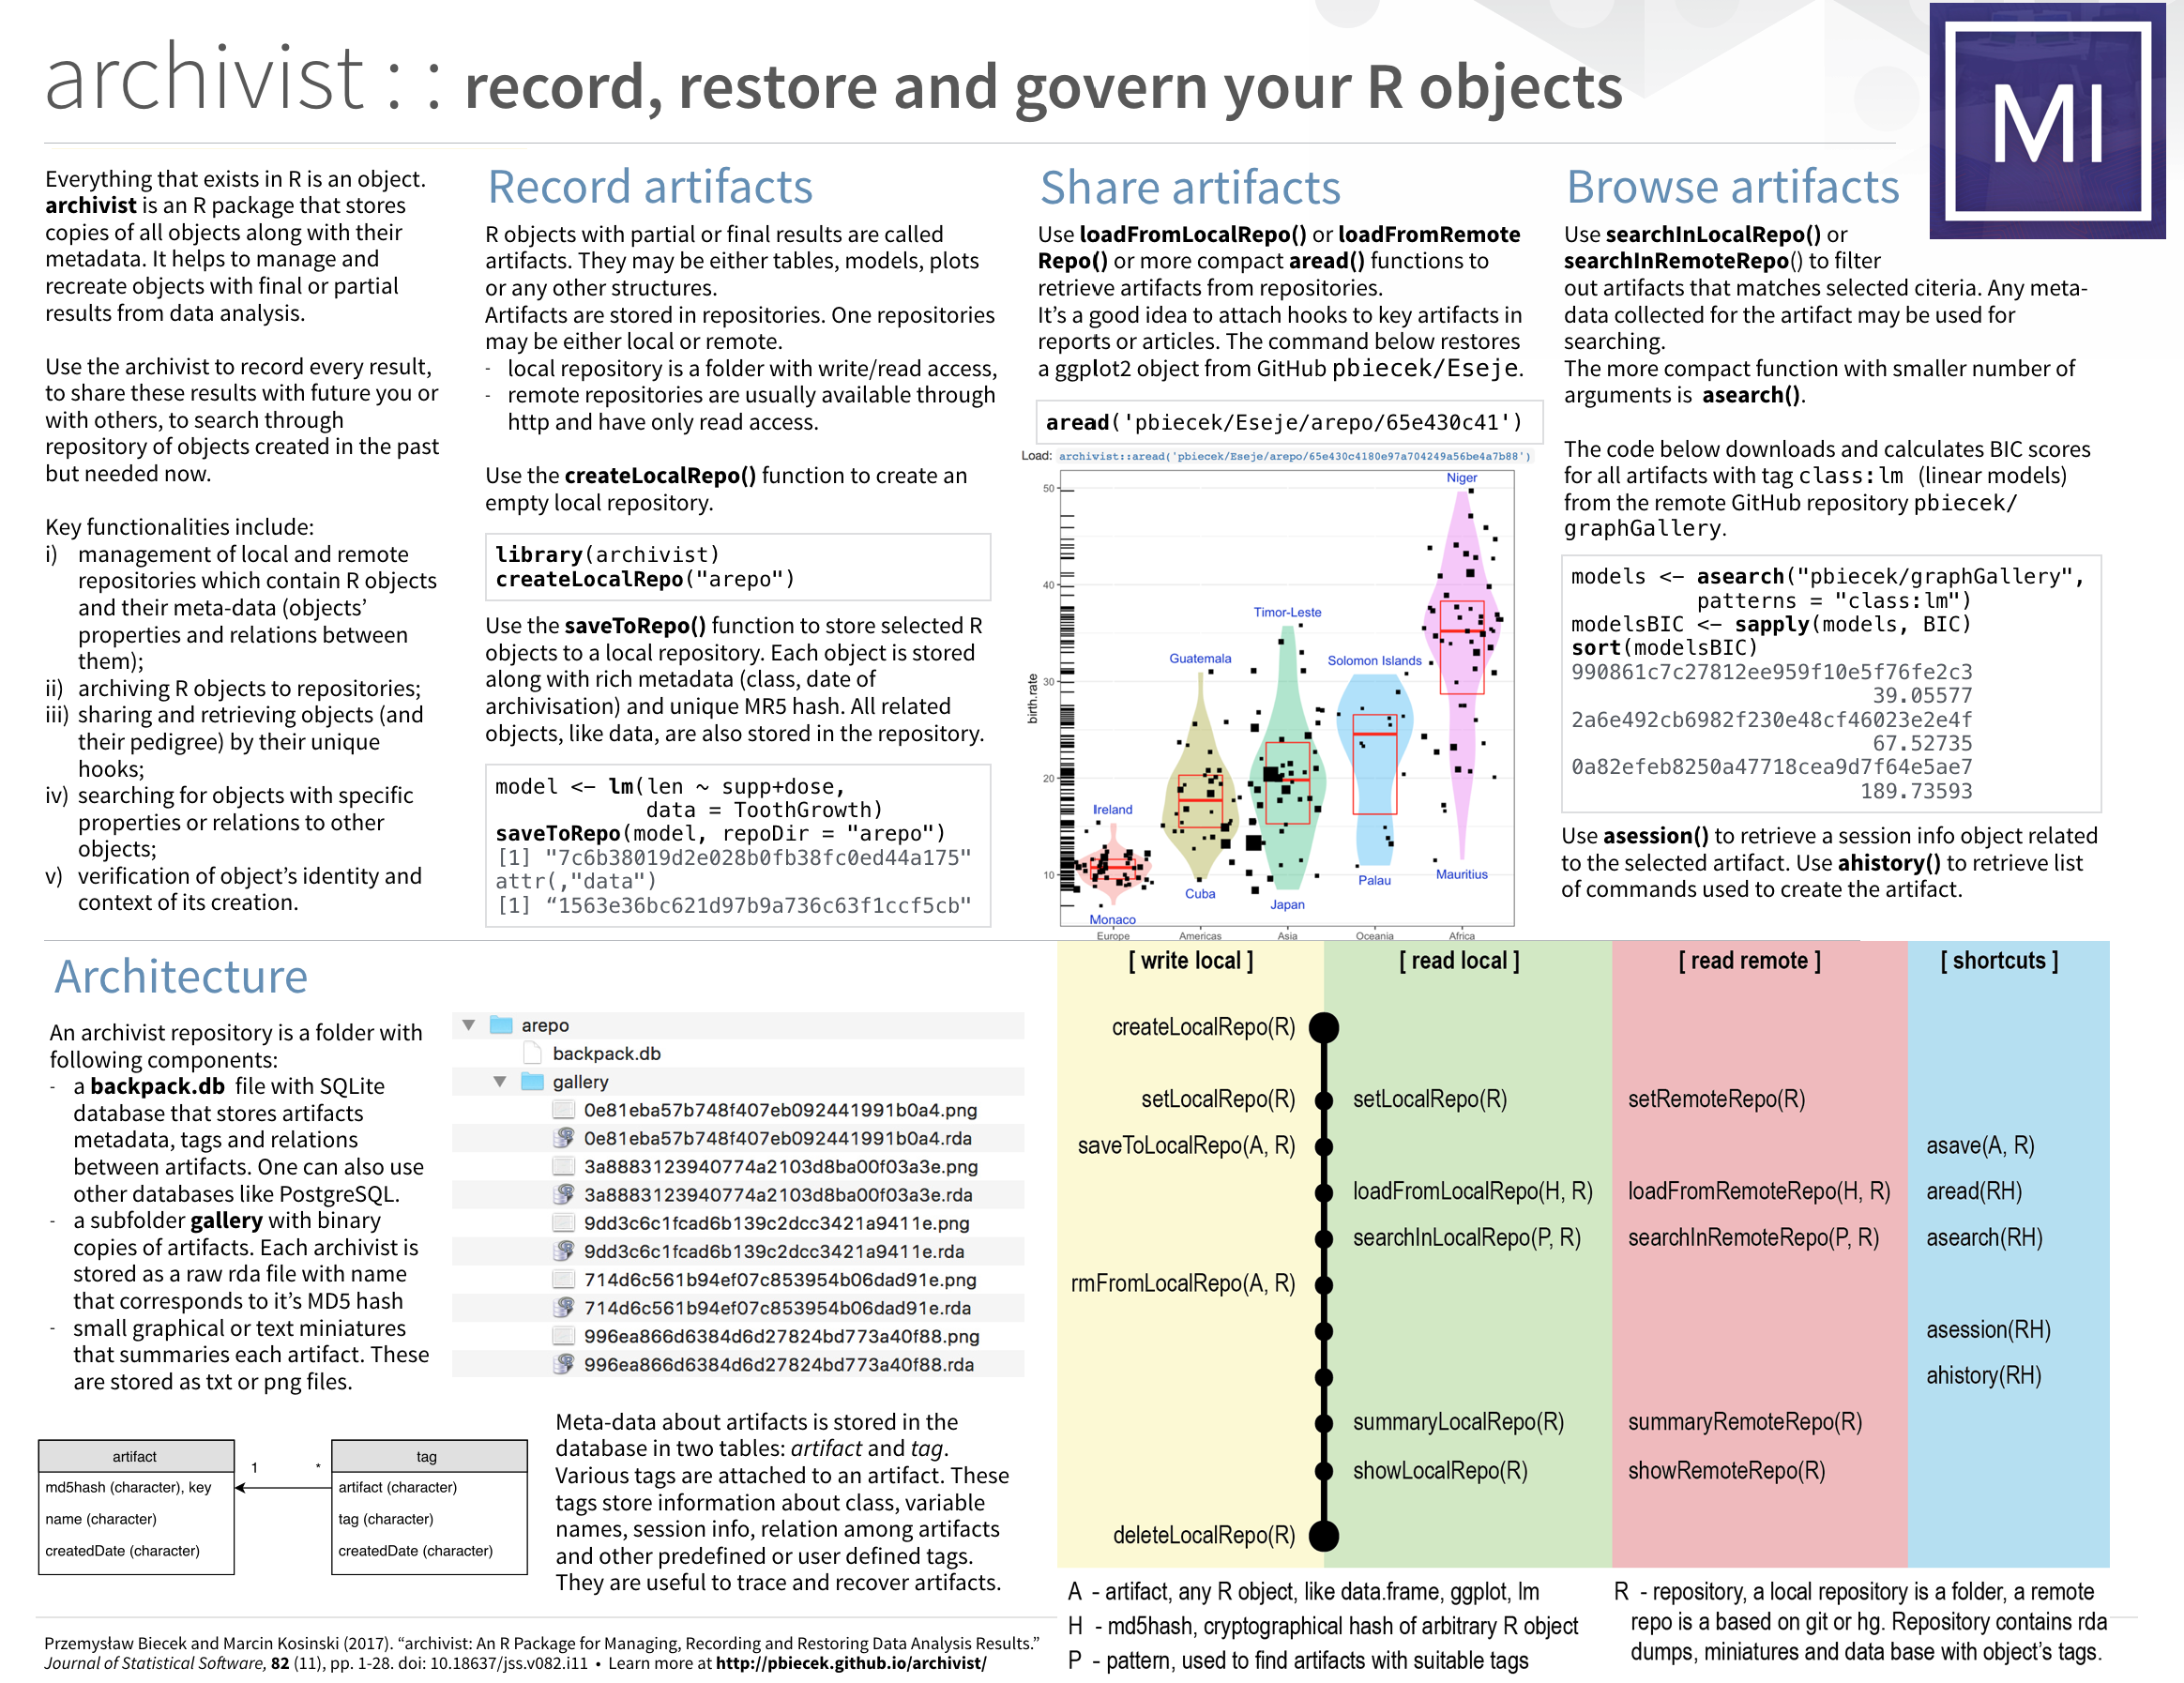 archivist :: record, restore and govern your R objects
MI
Everything that exists in R is an object.
archivist is an R package that stores
copies of all objects along with their
metadata. It helps to manage and
recreate objects with final or partial
results from data analysis.
Use the archivist to record every result,
to share these results with future you or
with others, to search through
repository of objects created in the past
but needed now.
Key functionalities include:
i) management of local and remote
repositories which contain R objects
and their meta-data (objects'
properties and relations between
them);
ii) archiving R objects to repositories;
iii) sharing and retrieving objects (and
their pedigree) by their unique
hooks;
iv) searching for objects with specific
properties or relations to other
objects;
v) verification of object's identity and
context of its creation.
Record artifacts
R objects with partial or final results are called
artifacts. They may be either tables, models, plots
or any other structures.
Artifacts are stored in repositories. One repositories
may be either local or remote.
- local repository is a folder with write/read access,
- remote repositories are usually available through
http and have only read access.
Use the createLocalRepo() function to create an
empty local repository.
library(archivist)
createLocalRepo("arepo")
Use the saveToRepo() function to store selected R
objects to a local repository. Each object is stored
along with rich metadata (class, date of
archivisation) and unique MR5 hash. All related
objects, like data, are also stored in the repository.
model <- lm(len ~ supp+dose,
data = ToothGrowth)
saveToRepo(model, repoDir = "arepo")
[1] "7c6b38019d2e028b0fb38fc0ed44a175"
attr(,"data")
[1] “1563e36bc621d97b9a736c63f1ccf5cb"
Share artifacts
Use loadFromLocalRepo() or loadFromRemote
Repo() or more compact aread() functions to
retrieve artifacts from repositories.
It's a good idea to attach hooks to key artifacts in
reports or articles. The command below restores
a ggplot2 object from GitHub pbiecek/Eseje.
aread('pbiecek/Eseje/arepo/65e430c41')
Load: archivist::aread('pbiecek/Eseje/arepo/65e430c4180e97a704249a56be4a7b88')
birth.rate
50
40
30
20
10
Niger
Timor-Leste
Guatemala
Solomon Islands
Ireland
Monaco
Cuba
Japan
Palau
Mauritius
Europe Americas Asia Oceania Africa
Browse artifacts
Use searchInLocalRepo() or
searchInRemoteRepo() to filter
out artifacts that matches selected citeria. Any meta-
data collected for the artifact may be used for
searching.
The more compact function with smaller number of
arguments is asearch().
The code below downloads and calculates BIC scores
for all artifacts with tag class:lm (linear models)
from the remote GitHub repository pbiecek/
graphGallery.
models <- asearch("pbiecek/graphGallery",
patterns = "class:lm")
modelsBIC <- sapply(models, BIC)
sort(modelsBIC)
990861c7c27812ee959f10e5f76fe2c3
39.05577
2a6e492cb6982f230e48cf46023e2e4f
67.52735
0a82efeb8250a47718cea9d7f64e5ae7
189.73593
Use asession() to retrieve a session info object related
to the selected artifact. Use ahistory() to retrieve list
of commands used to create the artifact.
Architecture
An archivist repository is a folder with
following components:
- a backpack.db file with SQLite
database that stores artifacts
metadata, tags and relations
between artifacts. One can also use
other databases like PostgreSQL.
- a subfolder gallery with binary
copies of artifacts. Each archivist is
stored as a raw rda file with name
that corresponds to it's MD5 hash
- small graphical or text miniatures
that summaries each artifact. These
are stored as txt or png files.
arepo
backpack.db
gallery
0e81eba57b748f407eb092441991b0a4.png
0e81eba57b748f407eb092441991b0a4.rda
3a8883123940774a2103d8ba00f03a3e.png
3a8883123940774a2103d8ba00f03a3e.rda
9dd3c6c1fcad6b139c2dcc3421a9411e.png
9dd3c6c1fcad6b139c2dcc3421a9411e.rda
714d6c561b94ef07c853954b06dad91e.png
714d6c561b94ef07c853954b06dad91e.rda
996ea866d6384d6d27824bd773a40f88.png
996ea866d6384d6d27824bd773a40f88.rda
artifact
md5hash (character), key
name (character)
createdDate (character)
1 *
tag
artifact (character)
tag (character)
createdDate (character)
Meta-data about artifacts is stored in the
database in two tables: artifact and tag.
Various tags are attached to an artifact. These
tags store information about class, variable
names, session info, relation among artifacts
and other predefined or user defined tags.
They are useful to trace and recover artifacts.
[ write local ] [ read local ] [ read remote ] [ shortcuts ]
createLocalRepo(R)
setLocalRepo(R) setLocalRepo(R) setRemoteRepo(R)
saveToLocalRepo(A, R) asave(A, R)
loadFromLocalRepo(H, R) loadFromRemoteRepo(H, R) aread(RH)
searchInLocalRepo(P, R) searchInRemoteRepo(P, R) asearch(RH)
rmFromLocalRepo(A, R)
asession(RH)
ahistory(RH)
summaryLocalRepo(R) summaryRemoteRepo(R)
showLocalRepo(R) showRemoteRepo(R)
deleteLocalRepo(R)
A - artifact, any R object, like data.frame, ggplot, lm
H - md5hash, cryptographical hash of arbitrary R object
P - pattern, used to find artifacts with suitable tags
R - repository, a local repository is a folder, a remote
repo is a based on git or hg. Repository contains rda
dumps, miniatures and data base with object's tags.
Przemysław Biecek and Marcin Kosinski (2017). “archivist: An R Package for Managing, Recording and Restoring Data Analysis Results.”
Journal of Statistical Software, 82 (11), pp. 1-28. doi: 10.18637/jss.v082.i11 • Learn more at http://pbiecek.github.io/archivist/